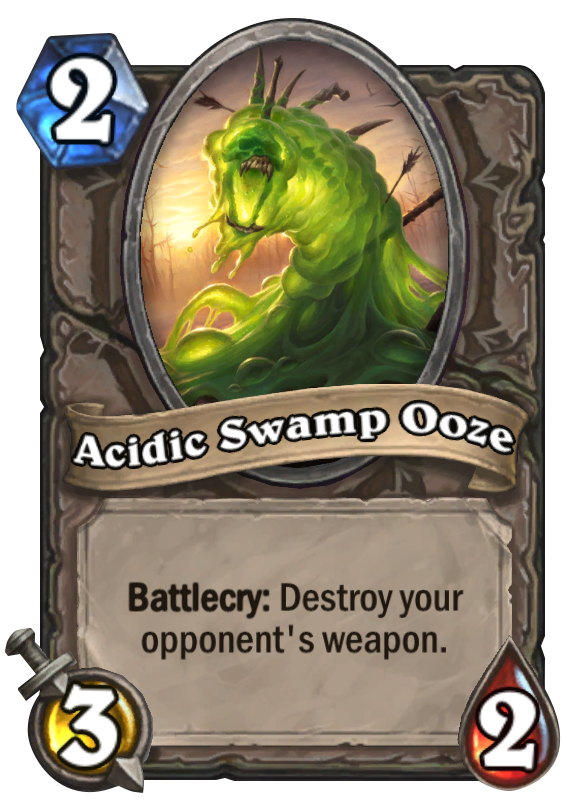 2
Acidic Swamp Ooze
Battlecry: Destroy your
opponent's weapon.
3
2